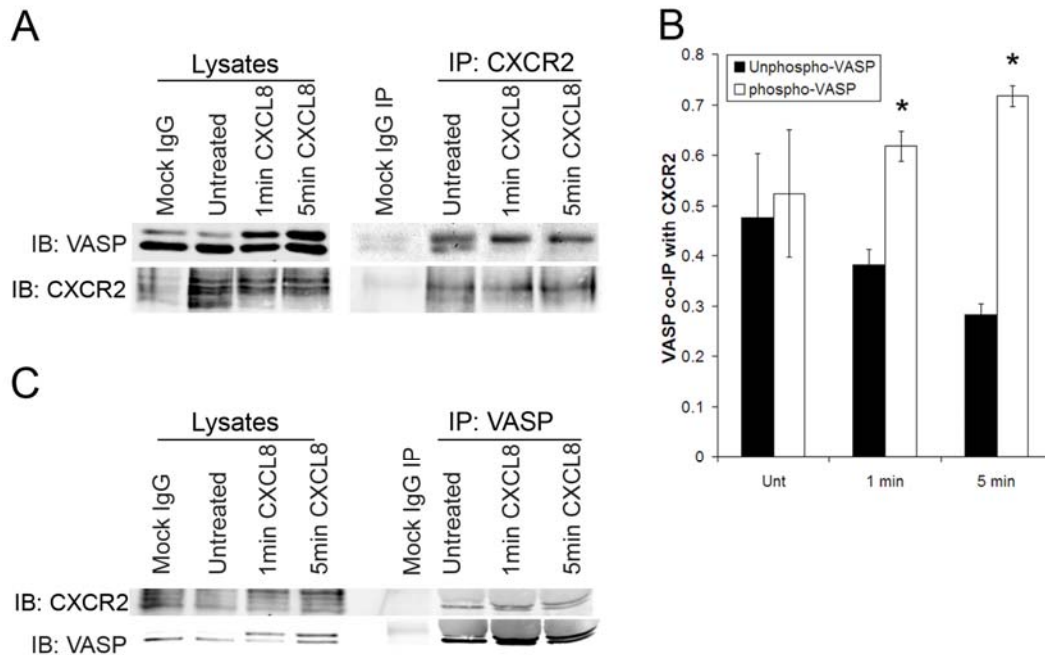 A
Lysates
IP: CXCR2
Mock IgG
Untreated
1min CXCL8
5min CXCL8
Mock IgG IP
Untreated
1min CXCL8
5min CXCL8
IB: VASP
IB: CXCR2
B
VASP co-IP with CXCR2
0.8
0.7
0.6
0.5
0.4
0.3
0.2
0.1
0
Unphospho-VASP
phospho-VASP
*
*
Unt
1 min
5 min
C
Lysates
IP: VASP
Mock IgG
Untreated
1min CXCL8
5min CXCL8
Mock IgG IP
Untreated
1min CXCL8
5min CXCL8
IB: CXCR2
IB: VASP